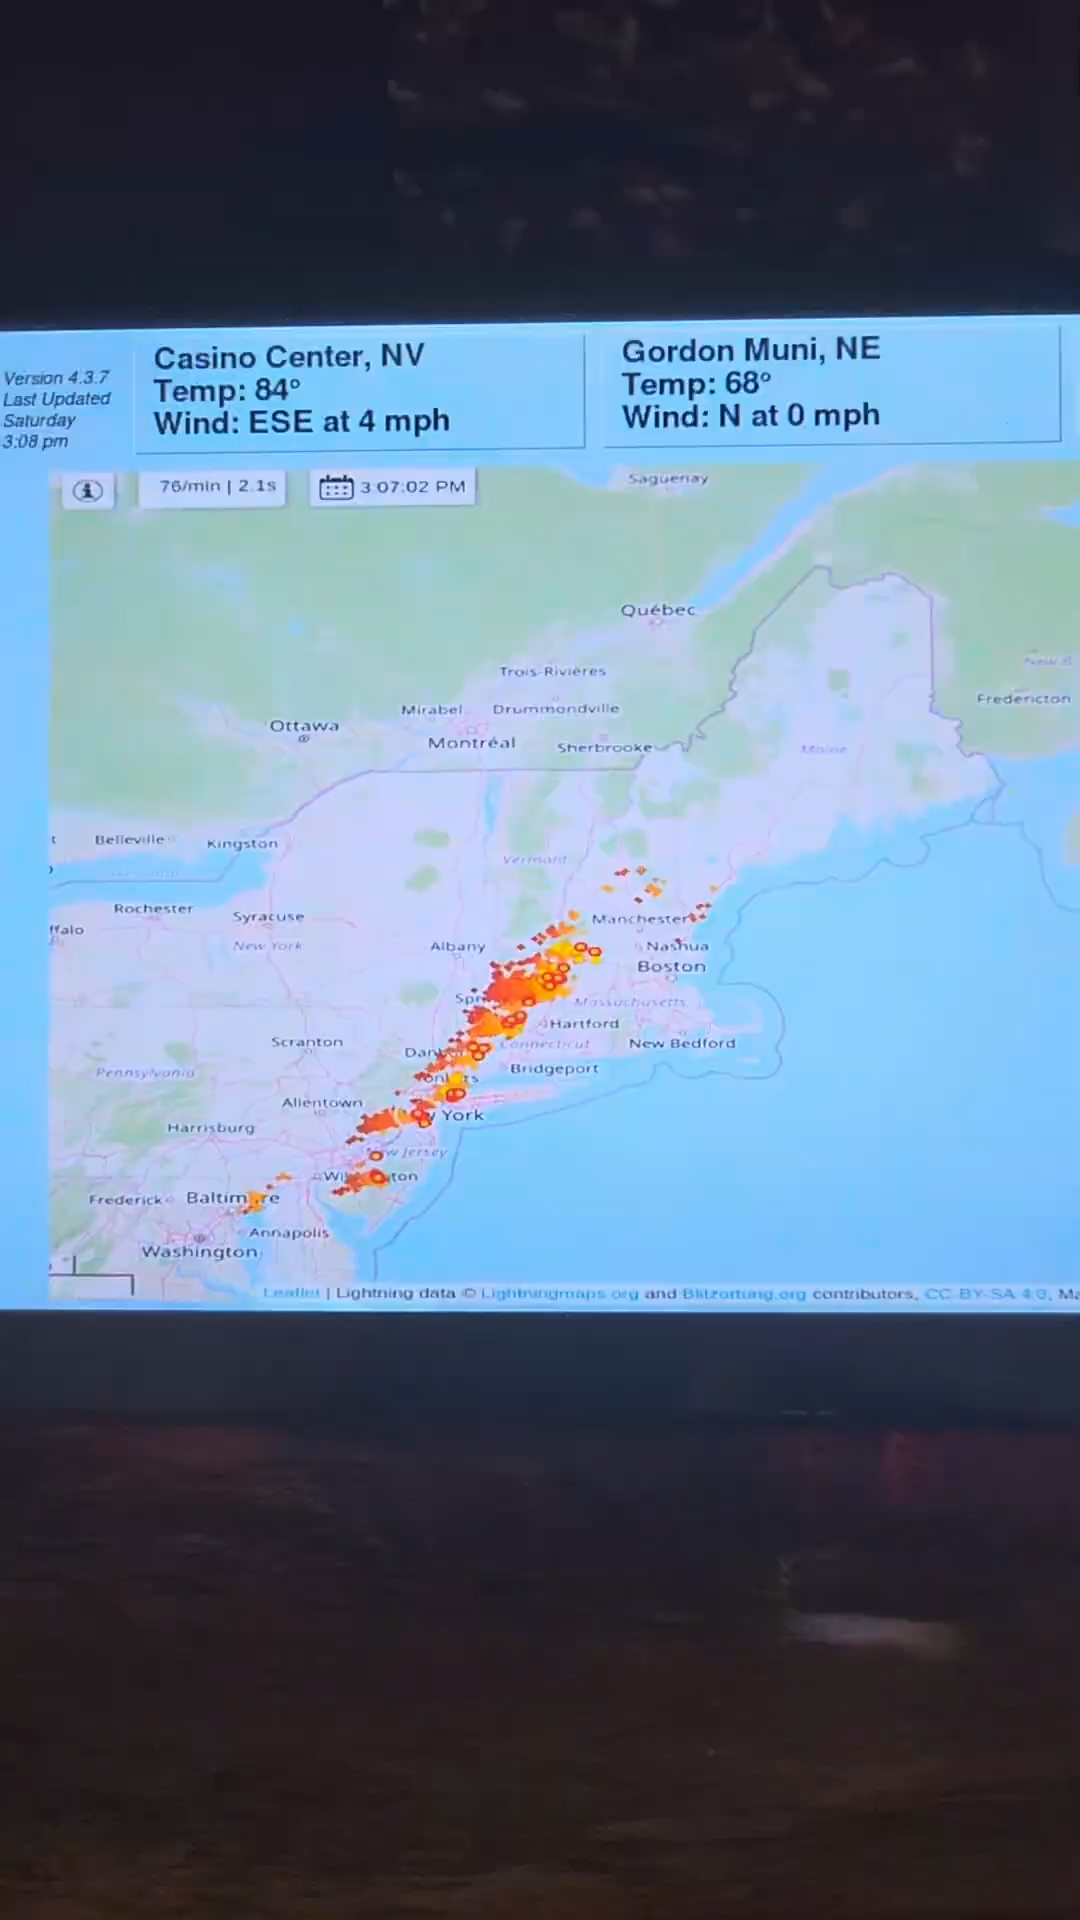 Version 4.3.7
Last Updated
Saturday
3:08 pm
Casino Center, NV
Temp: 84°
Wind: ESE at 4 mph
Gordon Muni, NE
Temp: 68°
Wind: N at 0 mph
76/min | 2.1s
3:07:02 PM
Saguenay
Québec
Trois-Rivières
Fredericton
Mirabel
Drummondville
Ottawa
Montréal
Sherbrooke
Maine
Belleville
Kingston
Vermont
Rochester
Syracuse
Manchester
ffalo
New York
Albany
Nashua
Boston
Massachusetts
Hartford
Scranton
Connecticut
New Bedford
Pennsylvania
Bridgeport
Allentown
York
Harrisburg
Jersey
Frederick
Annapolis
Washington
Leaflet | Lightning data © Lightningmaps.org and Blitzortung.org contributors, CC-BY-SA 4.0, Ma